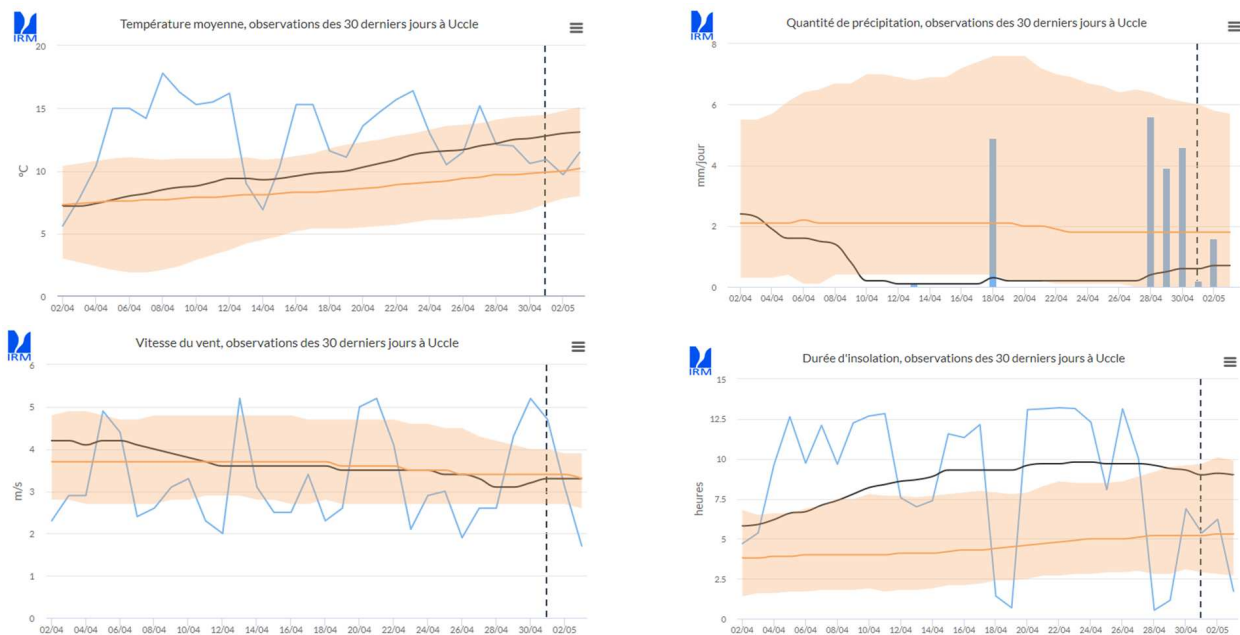 IRM
Température moyenne, observations des 30 derniers jours à Uccle
20
15
10
5
0
°C
02/04 04/04 06/04 08/04 10/04 12/04 14/04 16/04 18/04 20/04 22/04 24/04 26/04 28/04 30/04 02/05
IRM
Quantité de précipitation, observations des 30 derniers jours à Uccle
8
6
4
2
0
mm/jour
02/04 04/04 06/04 08/04 10/04 12/04 14/04 16/04 18/04 20/04 22/04 24/04 26/04 28/04 30/04 02/05
IRM
Vitesse du vent, observations des 30 derniers jours à Uccle
6
5
4
3
2
1
0
m/s
02/04 04/04 06/04 08/04 10/04 12/04 14/04 16/04 18/04 20/04 22/04 24/04 26/04 28/04 30/04 02/05
IRM
Durée d'insolation, observations des 30 derniers jours à Uccle
15
12.5
10
7.5
5
2.5
0
heures
02/04 04/04 06/04 08/04 10/04 12/04 14/04 16/04 18/04 20/04 22/04 24/04 26/04 28/04 30/04 02/05